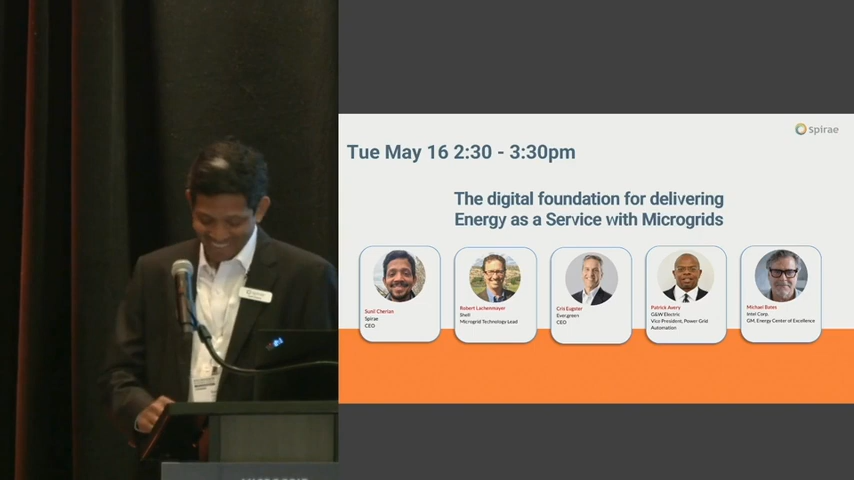 spirae
Tue May 16 2:30 - 3:30pm
The digital foundation for delivering
Energy as a Service with Microgrids
Sunil Cherian
Spirae
CEO
Robert Lachenmayer
Shell
Microgrid Technology Lead
Cris Eugster
Evergreen
CEO
Patrick Avery
G&W Electric
Vice President, Power Grid
Automation
Michael Bates
Intel Corp.
GM, Energy Center of Excellence